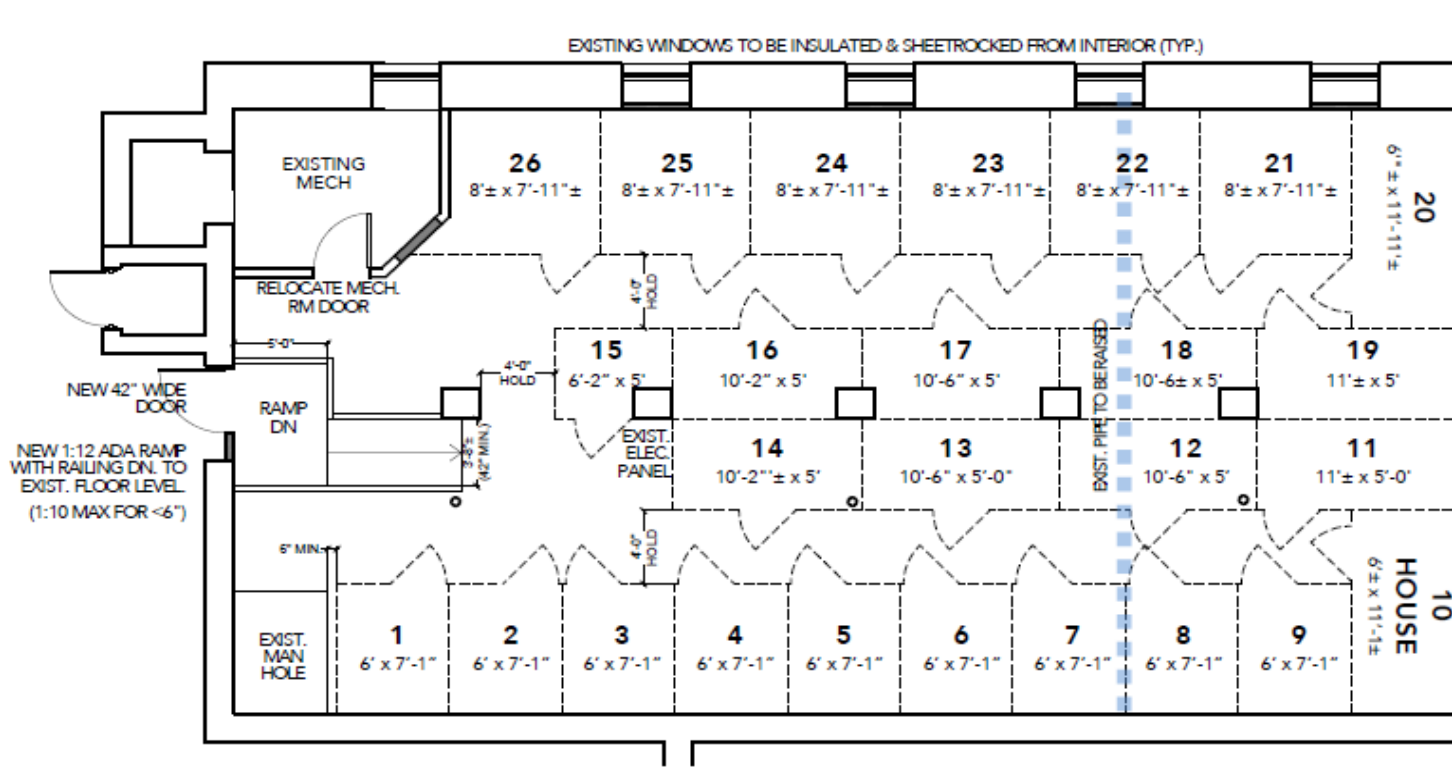 EXISTING WINDOWS TO BE INSULATED & SHEETROCKED FROM INTERIOR (TYP.)
EXISTING
MECH
26
8'± x 7'-11"±
25
8'± x 7'-11"±
24
8'± x 7'-11"±
23
8'± x 7'-11"±
22
8'± x 7'-11"±
21
8'± x 7'-11"±
20
6'"± x 11'-11'±
RELOCATE MECH.
RM DOOR
4'-0"
HOLD
5'-0"
4'-0"
HOLD
15
6'-2" x 5'
16
10'-2" x 5'
17
10'-6" x 5'
EXIST. PIPE TO BE RAISED
18
10'-6± x 5'
19
11'± x 5'
NEW 42" WIDE
DOOR
RAMP
DN
NEW 1:12 ADA RAMP
WITH RAILING DN. TO
EXIST. FLOOR LEVEL.
(1:10 MAX FOR <6")
3'-8"±
(42" MIN.)
EXIST.
ELEC.
PANEL
14
10'-2"'± x 5'
13
10'-6" x 5'-0"
12
10'-6" x 5'
11
11'± x 5'-0'
6" MIN.
4'-0"
HOLD
EXIST.
MAN
HOLE
1
6' x 7'-1"
2
6' x 7'-1"
3
6' x 7'-1"
4
6' x 7'-1"
5
6' x 7'-1"
6
6' x 7'-1"
7
6' x 7'-1"
8
6' x 7'-1"
9
6' x 7'-1"
10
HOUSE
6'± x 11'-1±